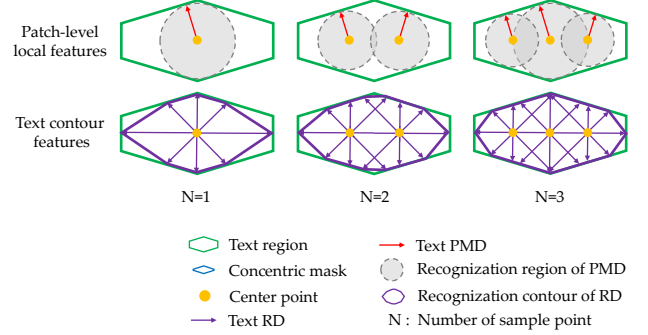 Patch-level
local features
Text contour
features
N=1 N=2 N=3
Text region Text PMD
Concentric mask Recognization region of PMD
Center point Recognization contour of RD
Text RD N : Number of sample point